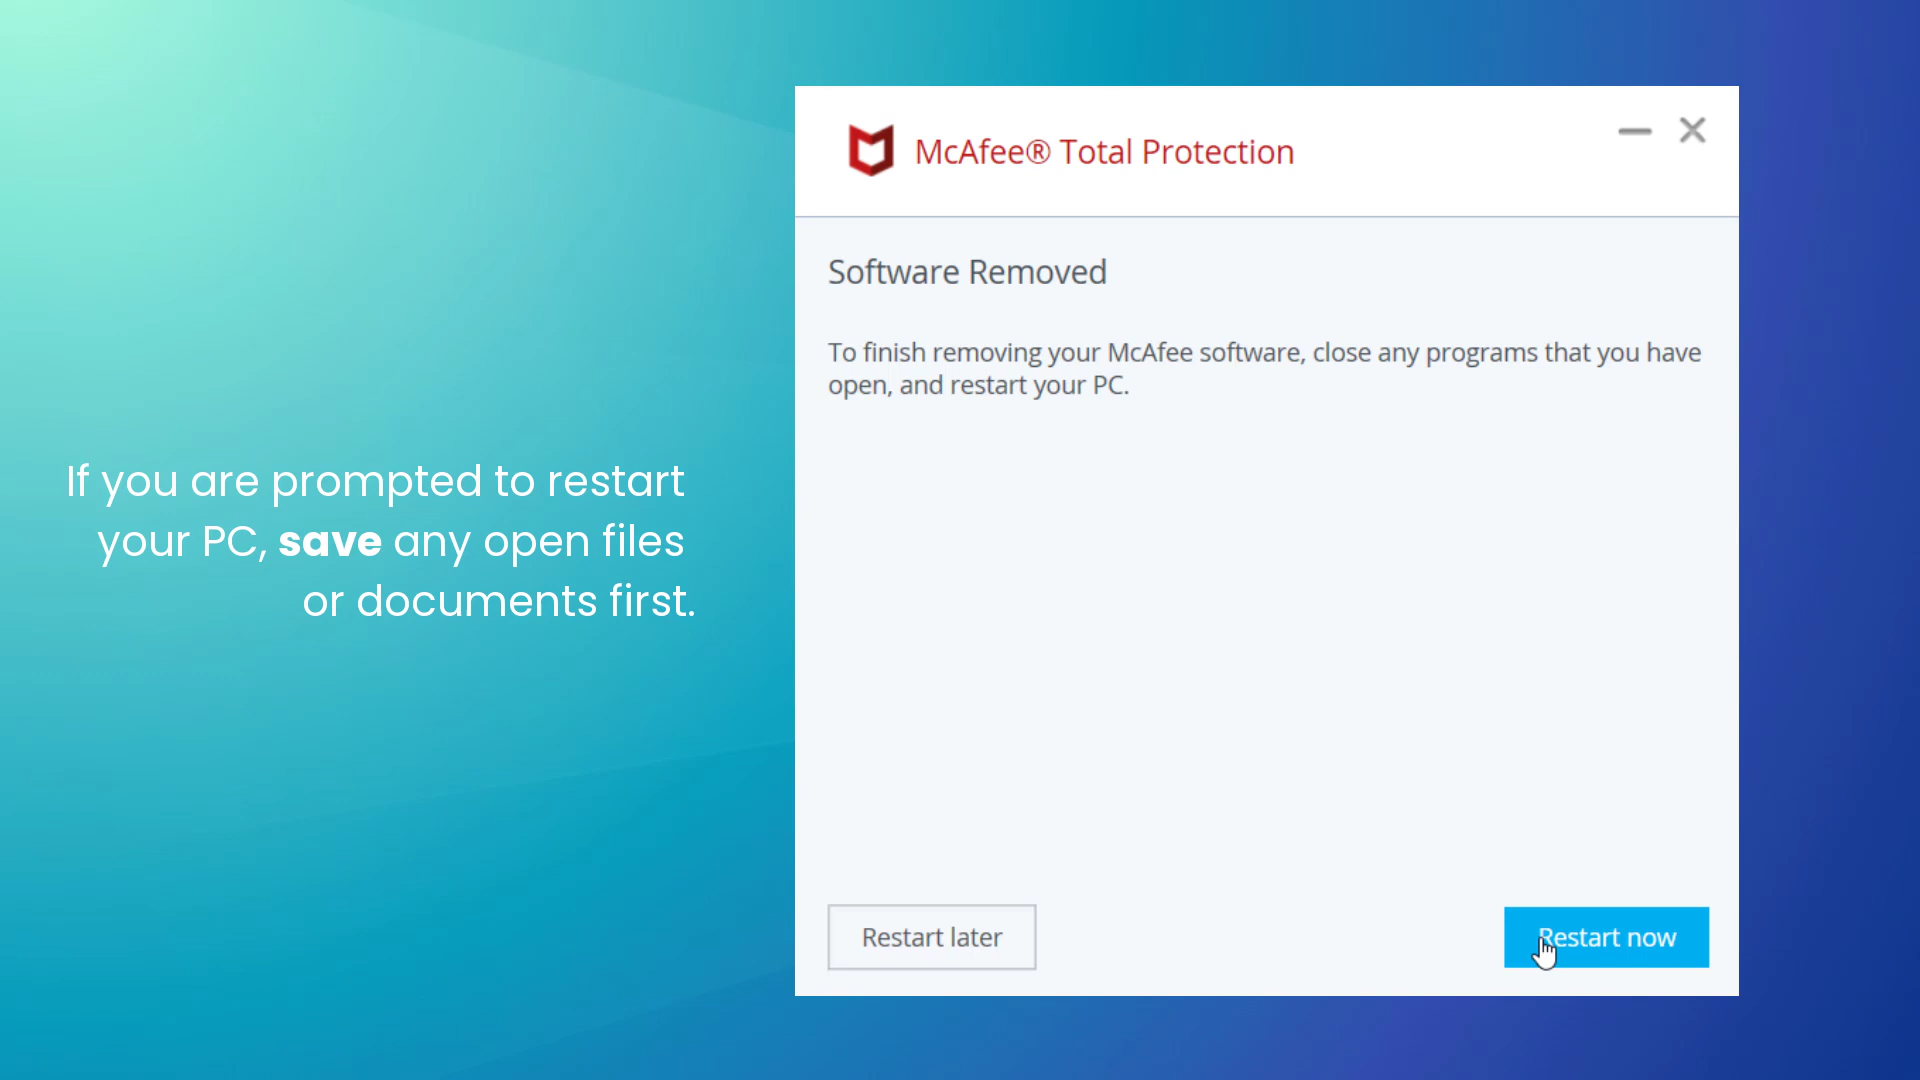 If you are prompted to restart
your PC, save any open files
or documents first.
McAfee® Total Protection
Software Removed
To finish removing your McAfee software, close any programs that you have
open, and restart your PC.
Restart later
Restart now